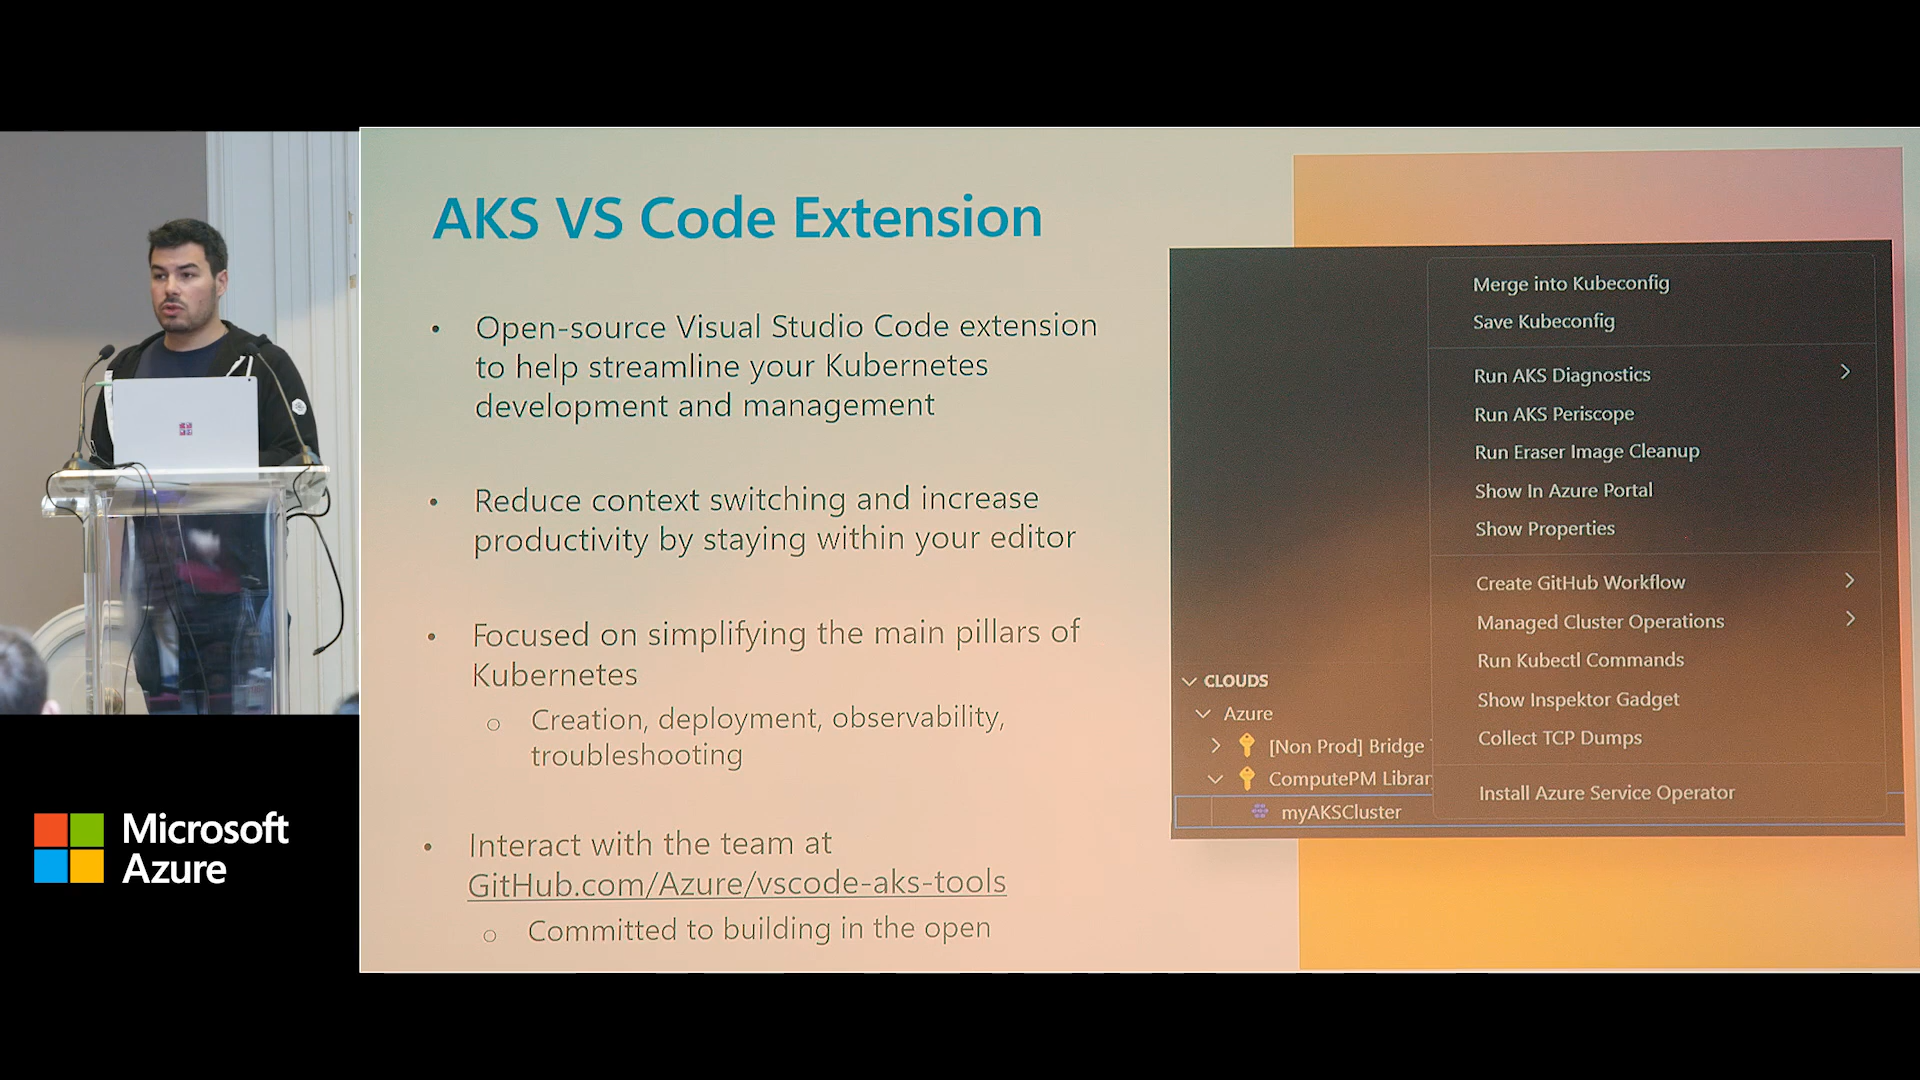 AKS VS Code Extension
• Open-source Visual Studio Code extension
to help streamline your Kubernetes
development and management
• Reduce context switching and increase
productivity by staying within your editor
• Focused on simplifying the main pillars of
Kubernetes
○ Creation, deployment, observability,
troubleshooting
• Interact with the team at
GitHub.com/Azure/vscode-aks-tools
○ Committed to building in the open
Merge into Kubeconfig
Save Kubeconfig
Run AKS Diagnostics
Run AKS Periscope
Run Eraser Image Cleanup
Show In Azure Portal
Show Properties
Create GitHub Workflow
Managed Cluster Operations
Run Kubectl Commands
Show Inspektor Gadget
Collect TCP Dumps
Install Azure Service Operator
CLOUDS
Azure
[Non Prod] Bridge
ComputePM Librar
myAKSCluster
Microsoft
Azure